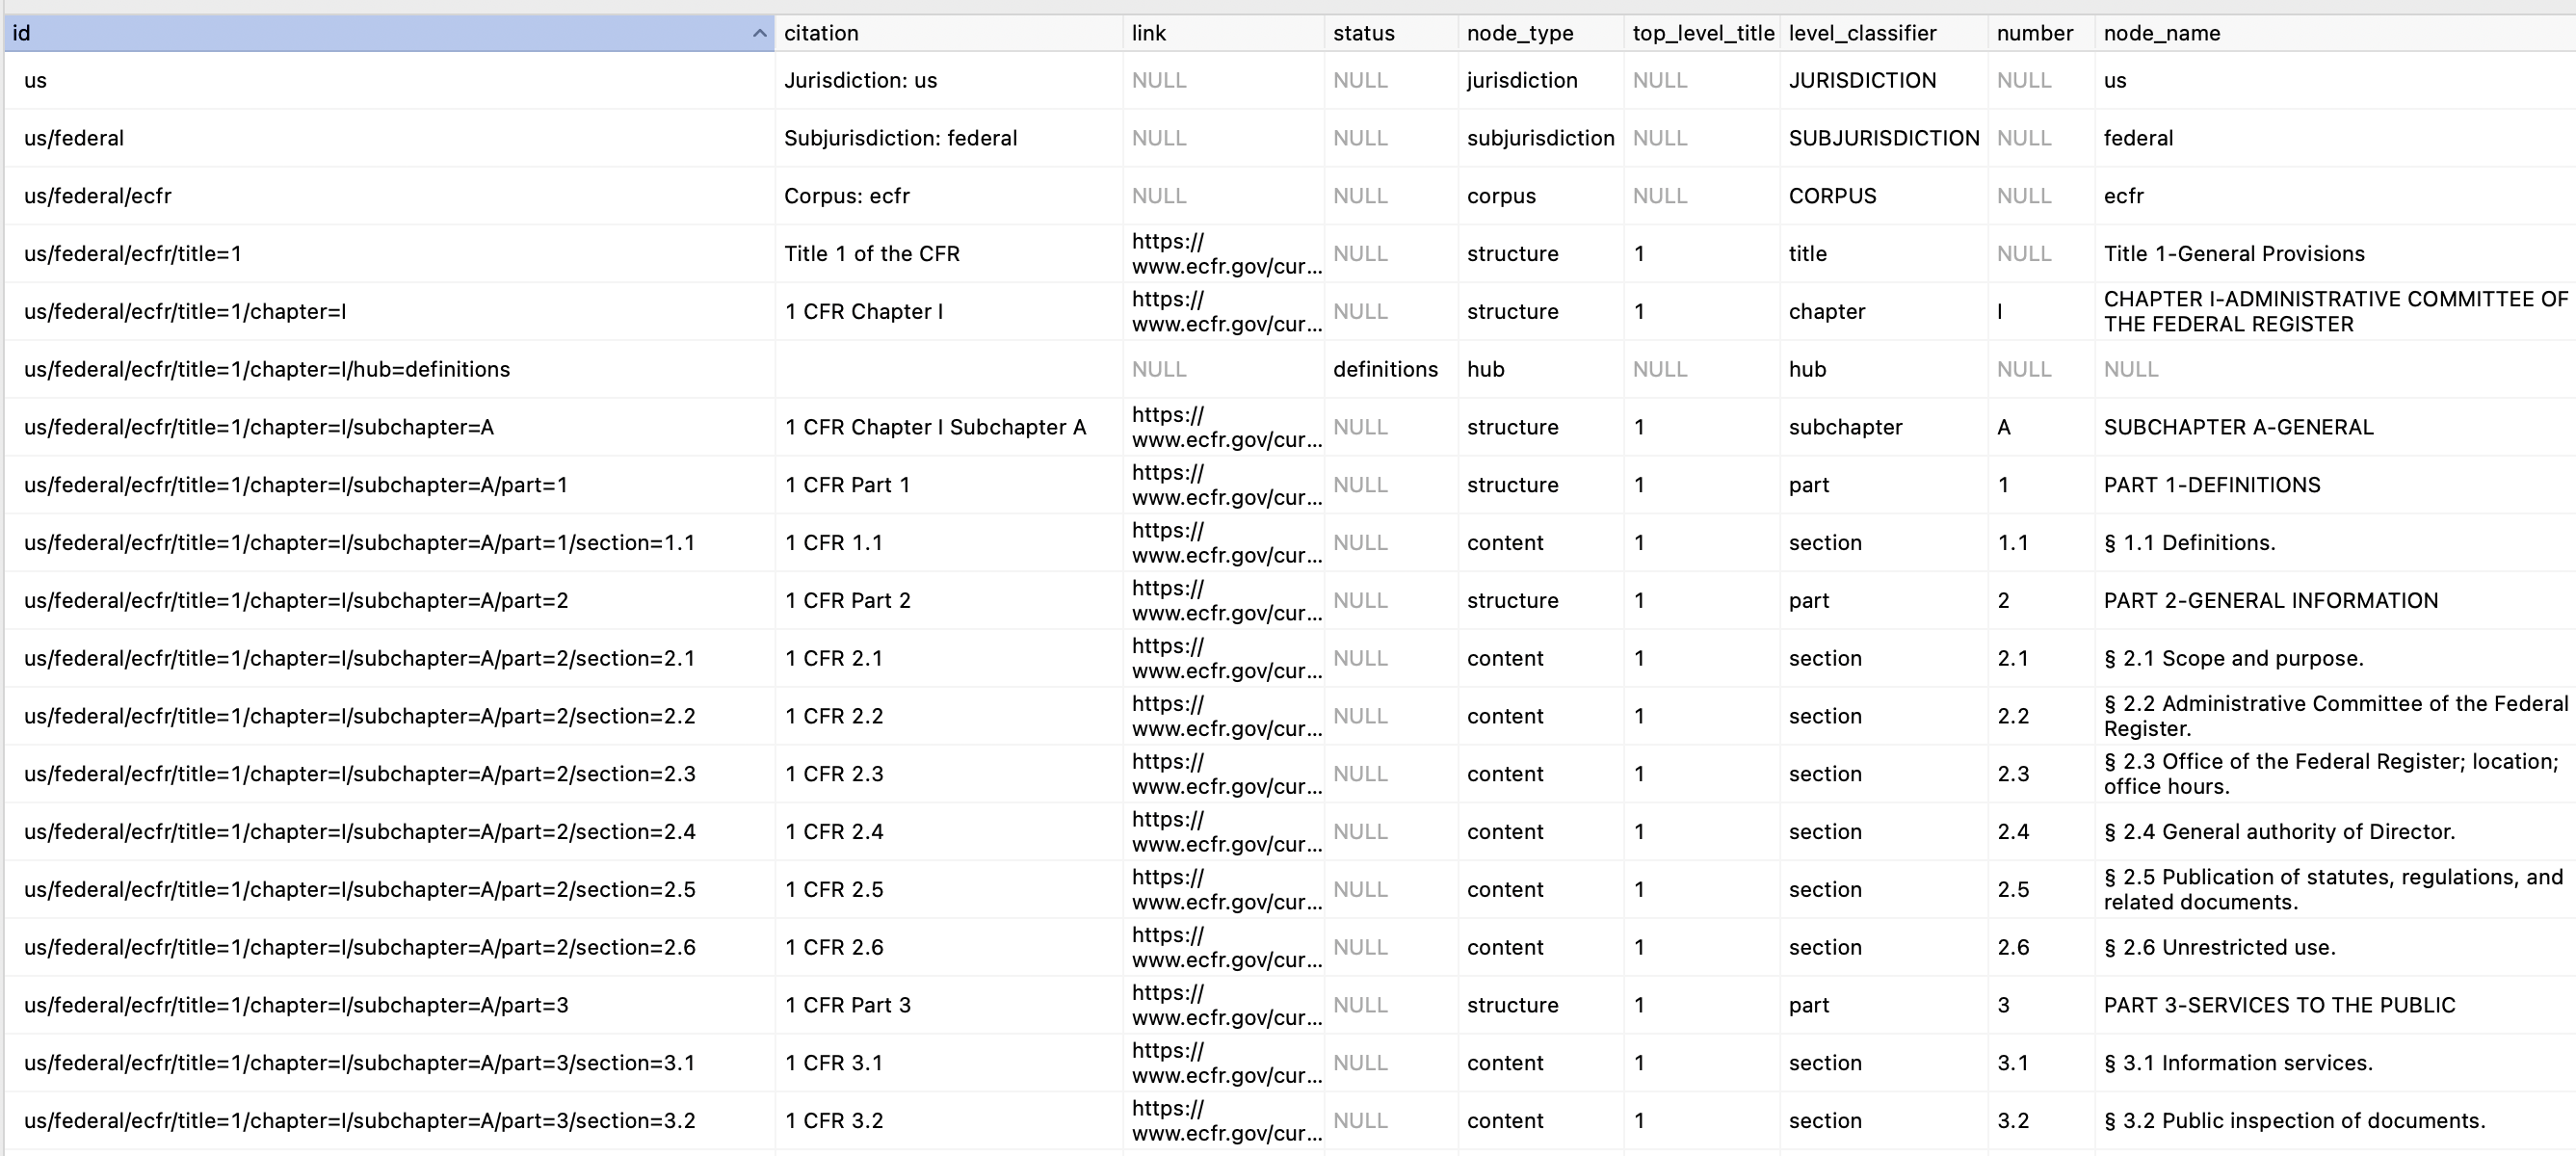 id citation link status node_type top_level_title level_classifier number node_name
us Jurisdiction: us NULL NULL jurisdiction NULL JURISDICTION NULL us
us/federal Subjurisdiction: federal NULL NULL subjurisdiction NULL SUBJURISDICTION NULL federal
us/federal/ecfr Corpus: ecfr NULL NULL corpus NULL CORPUS NULL ecfr
us/federal/ecfr/title=1 Title 1 of the CFR https:// www.ecfr.gov/cur... NULL structure 1 title NULL Title 1-General Provisions
us/federal/ecfr/title=1/chapter=I 1 CFR Chapter I https:// www.ecfr.gov/cur... NULL structure 1 chapter I CHAPTER I-ADMINISTRATIVE COMMITTEE OF THE FEDERAL REGISTER
us/federal/ecfr/title=1/chapter=I/hub=definitions NULL definitions hub NULL hub NULL NULL
us/federal/ecfr/title=1/chapter=I/subchapter=A 1 CFR Chapter I Subchapter A https:// www.ecfr.gov/cur... NULL structure 1 subchapter A SUBCHAPTER A-GENERAL
us/federal/ecfr/title=1/chapter=I/subchapter=A/part=1 1 CFR Part 1 https:// www.ecfr.gov/cur... NULL structure 1 part 1 PART 1-DEFINITIONS
us/federal/ecfr/title=1/chapter=I/subchapter=A/part=1/section=1.1 1 CFR 1.1 https:// www.ecfr.gov/cur... NULL content 1 section 1.1 § 1.1 Definitions.
us/federal/ecfr/title=1/chapter=I/subchapter=A/part=2 1 CFR Part 2 https:// www.ecfr.gov/cur... NULL structure 1 part 2 PART 2-GENERAL INFORMATION
us/federal/ecfr/title=1/chapter=I/subchapter=A/part=2/section=2.1 1 CFR 2.1 https:// www.ecfr.gov/cur... NULL content 1 section 2.1 § 2.1 Scope and purpose.
us/federal/ecfr/title=1/chapter=I/subchapter=A/part=2/section=2.2 1 CFR 2.2 https:// www.ecfr.gov/cur... NULL content 1 section 2.2 § 2.2 Administrative Committee of the Federal Register.
us/federal/ecfr/title=1/chapter=I/subchapter=A/part=2/section=2.3 1 CFR 2.3 https:// www.ecfr.gov/cur... NULL content 1 section 2.3 § 2.3 Office of the Federal Register; location; office hours.
us/federal/ecfr/title=1/chapter=I/subchapter=A/part=2/section=2.4 1 CFR 2.4 https:// www.ecfr.gov/cur... NULL content 1 section 2.4 § 2.4 General authority of Director.
us/federal/ecfr/title=1/chapter=I/subchapter=A/part=2/section=2.5 1 CFR 2.5 https:// www.ecfr.gov/cur... NULL content 1 section 2.5 § 2.5 Publication of statutes, regulations, and related documents.
us/federal/ecfr/title=1/chapter=I/subchapter=A/part=2/section=2.6 1 CFR 2.6 https:// www.ecfr.gov/cur... NULL content 1 section 2.6 § 2.6 Unrestricted use.
us/federal/ecfr/title=1/chapter=I/subchapter=A/part=3 1 CFR Part 3 https:// www.ecfr.gov/cur... NULL structure 1 part 3 PART 3-SERVICES TO THE PUBLIC
us/federal/ecfr/title=1/chapter=I/subchapter=A/part=3/section=3.1 1 CFR 3.1 https:// www.ecfr.gov/cur... NULL content 1 section 3.1 § 3.1 Information services.
us/federal/ecfr/title=1/chapter=I/subchapter=A/part=3/section=3.2 1 CFR 3.2 https:// www.ecfr.gov/cur... NULL content 1 section 3.2 § 3.2 Public inspection of documents.